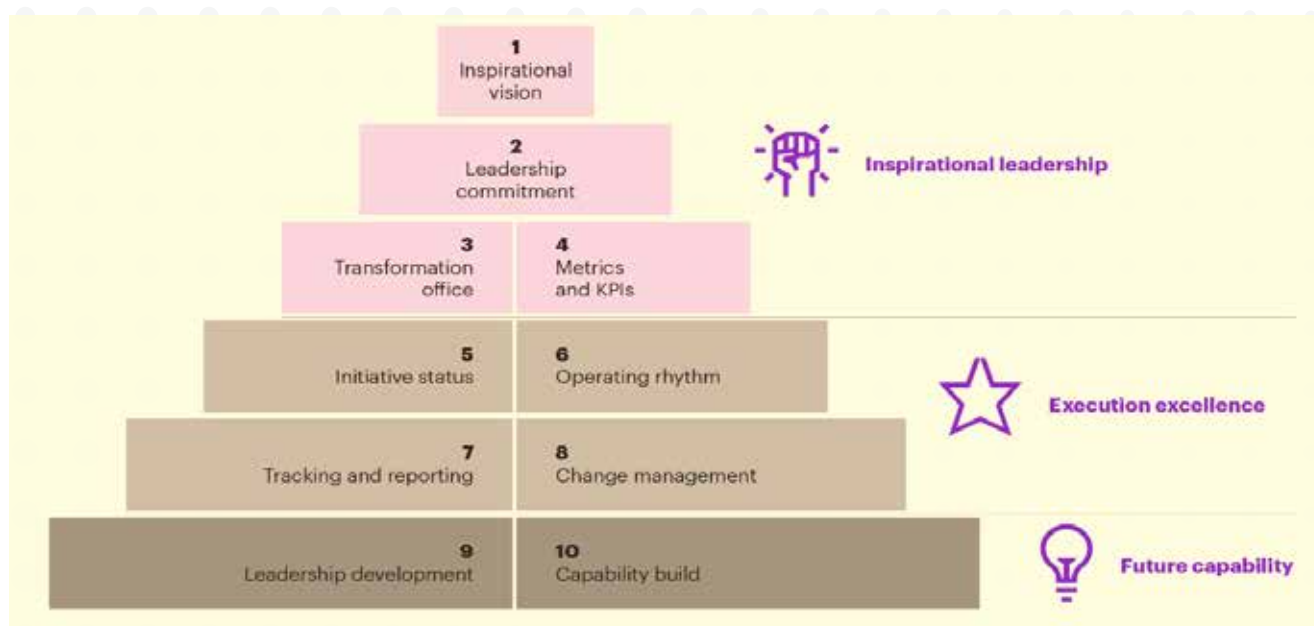 1
Inspirational
vision
2
Leadership
commitment
Inspirational leadership
3
Transformation
office
4
Metrics
and KPIs
5
Initiative status
6
Operating rhythm
Execution excellence
7
Tracking and reporting
8
Change management
9
Leadership development
10
Capability build
Future capability